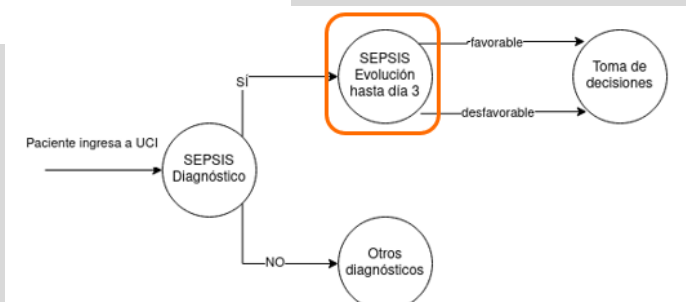 SEPSIS
Evolución
hasta día 3
favorable
desfavorable
Toma de
decisiones
SÍ
Paciente ingresa a UCI
SEPSIS
Diagnóstico
NO
Otros
diagnósticos